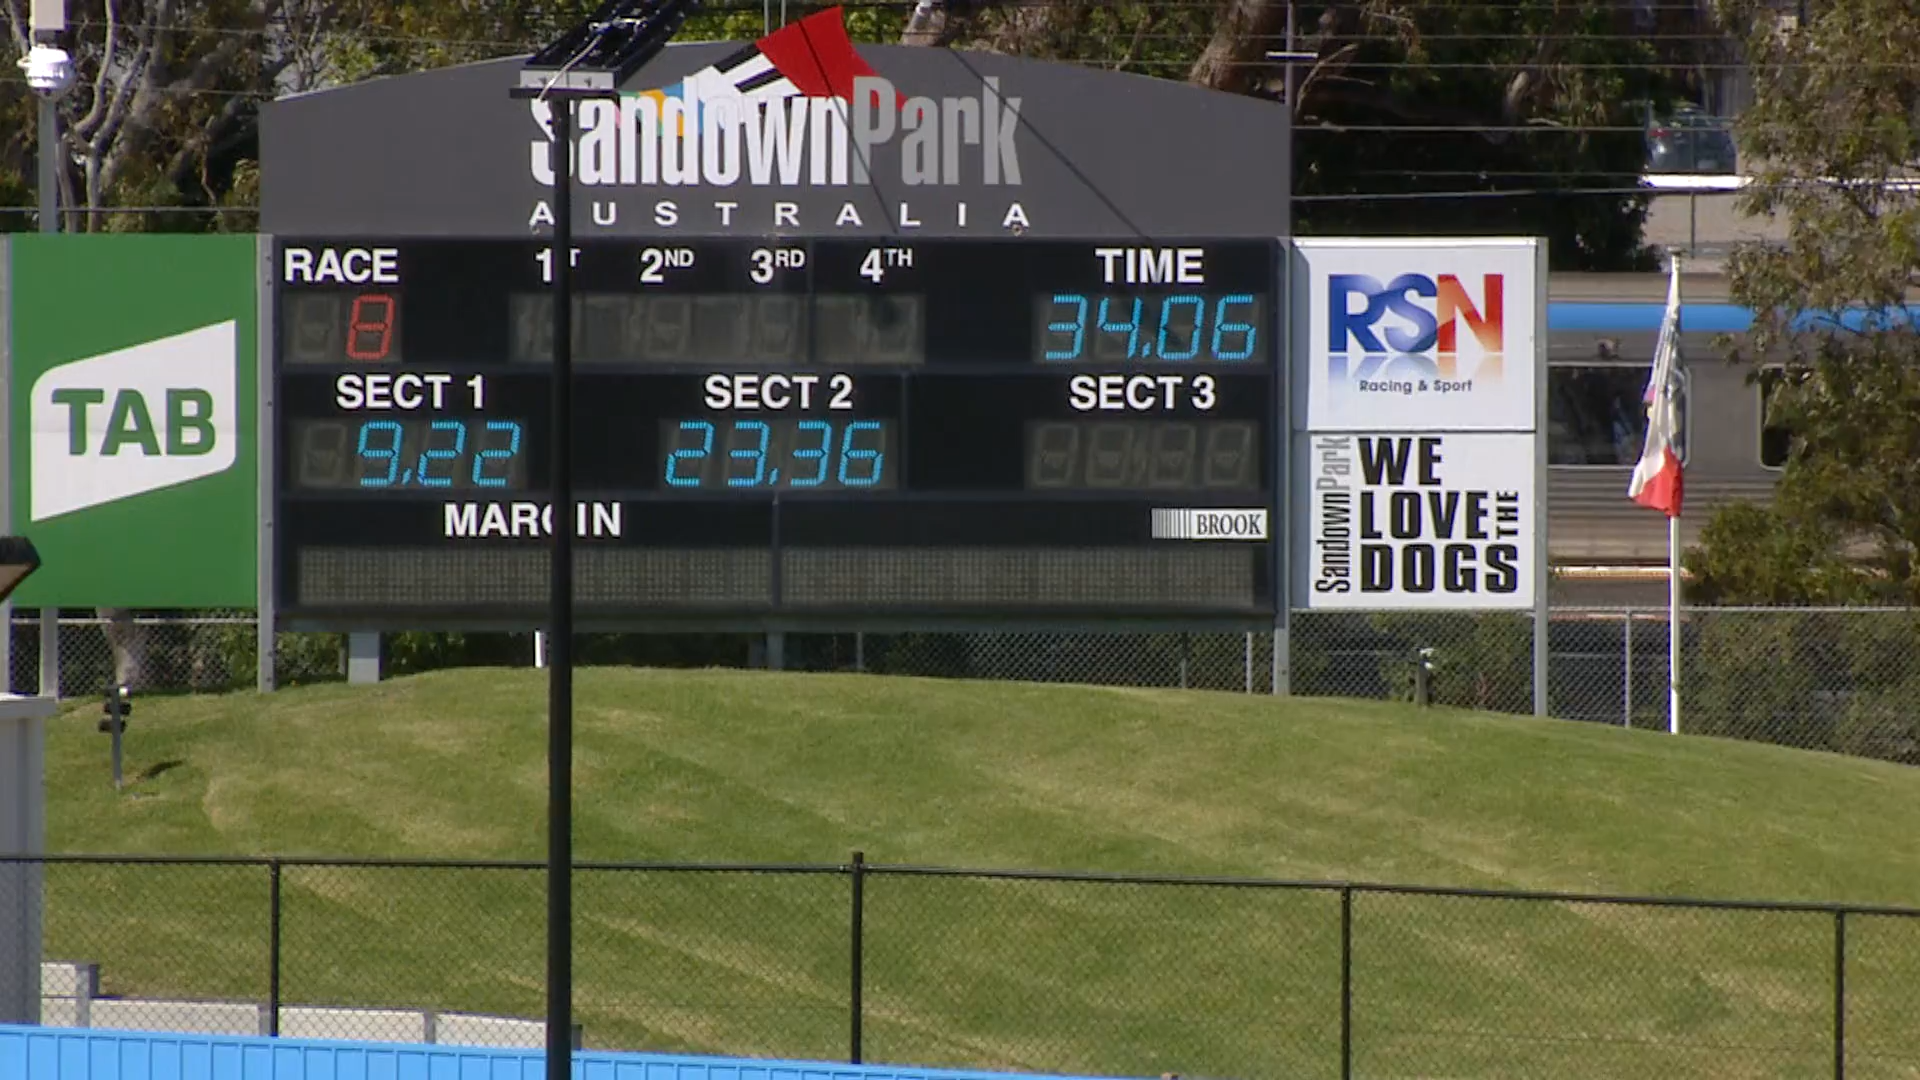 SandownPark
AUSTRALIA
RACE 1ST 2ND 3RD 4TH TIME
8 34.06
SECT 1 SECT 2 SECT 3
9.22 23.36
MARGIN
BROOK
TAB
RSN
Racing & Sport
SandownPark
WE
LOVE THE
DOGS